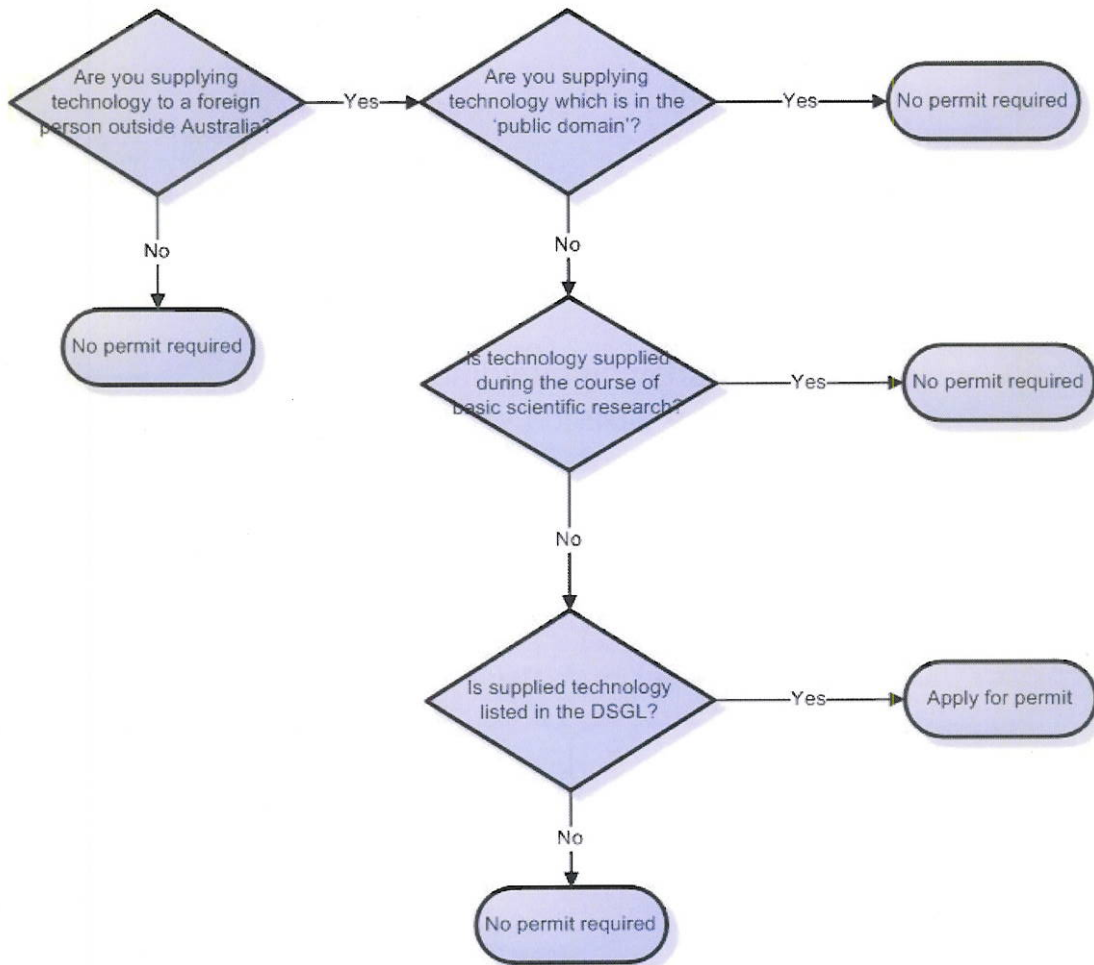 Are you supplying
technology to a foreign
person outside Australia?
Yes
Are you supplying
technology which is in the
‘public domain’?
Yes
No permit required
No
No permit required
No
Is technology supplied
during the course of
basic scientific research?
Yes
No permit required
No
Is supplied technology
listed in the DSGL?
Yes
Apply for permit
No
No permit required